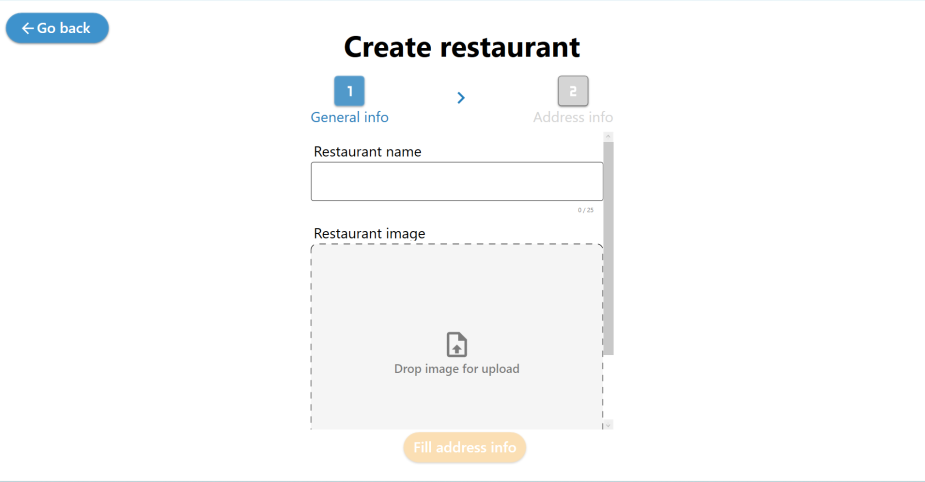 Go back
Create restaurant
1
2
General info
Address info
Restaurant name
0 / 25
Restaurant image
Drop image for upload
Fill address info